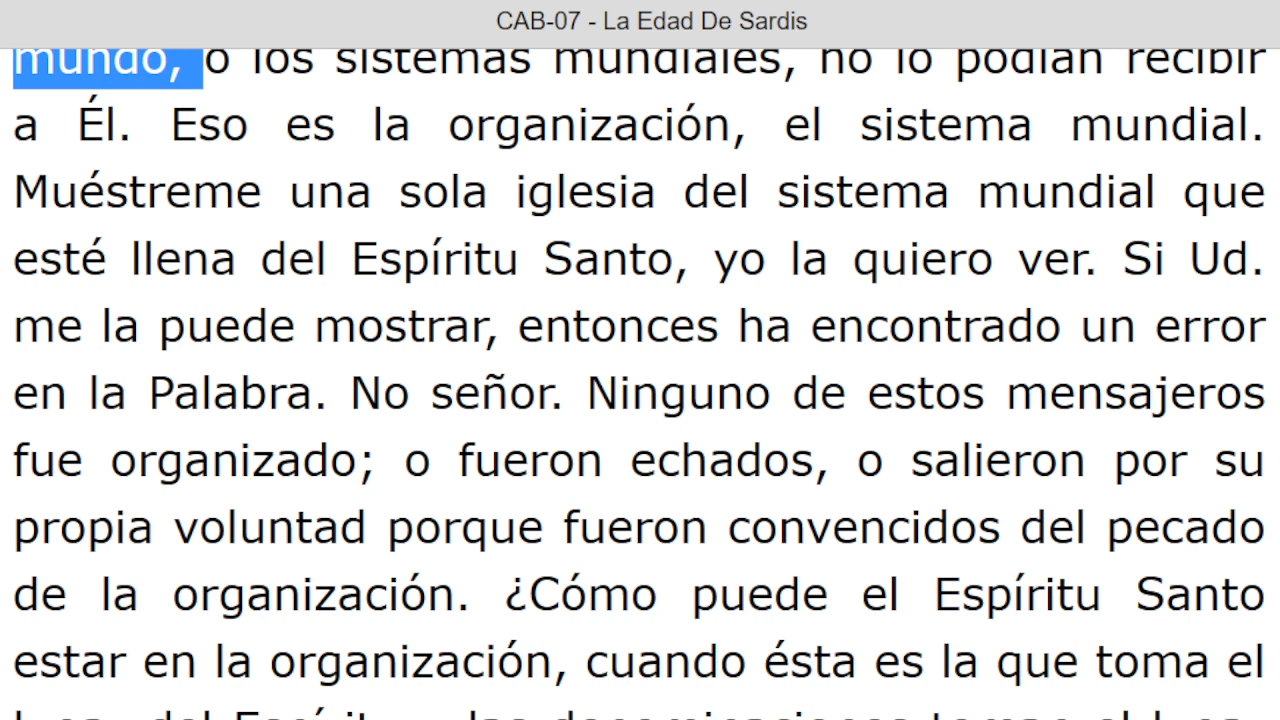 CAB-07 - La Edad De Sardis
mundo, o los sistemas mundiales, no lo podían recibir
a Él. Eso es la organización, el sistema mundial.
Muéstreme una sola iglesia del sistema mundial que
esté llena del Espíritu Santo, yo la quiero ver. Si Ud.
me la puede mostrar, entonces ha encontrado un error
en la Palabra. No señor. Ninguno de estos mensajeros
fue organizado; o fueron echados, o salieron por su
propia voluntad porque fueron convencidos del pecado
de la organización. ¿Cómo puede el Espíritu Santo
estar en la organización, cuando ésta es la que toma el